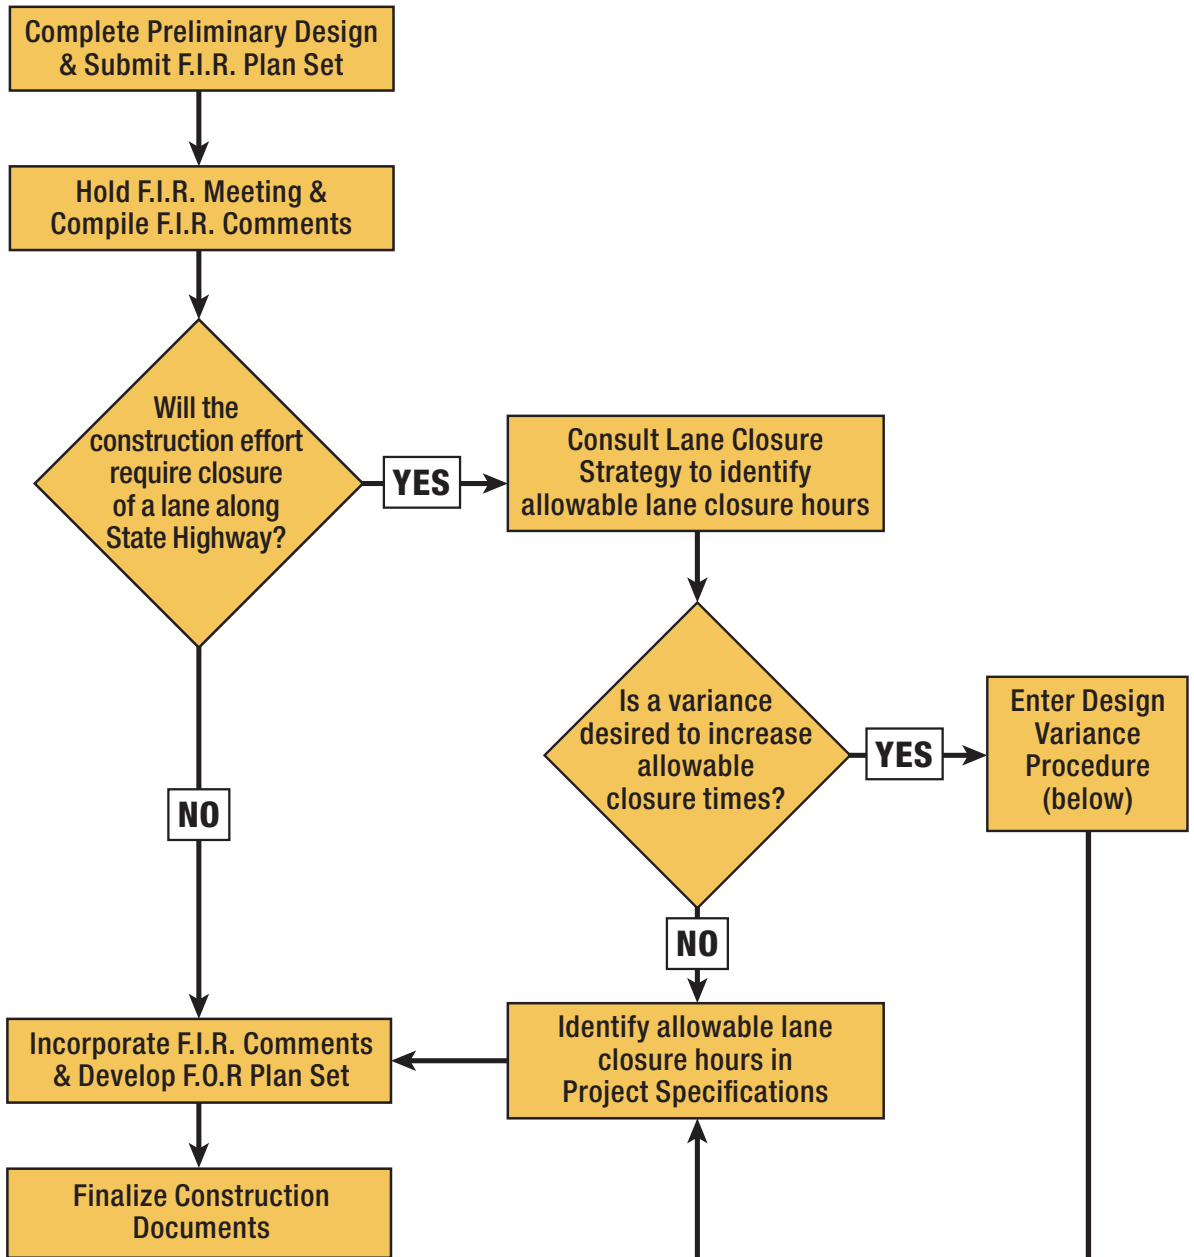 Complete Preliminary Design
& Submit F.I.R. Plan Set
Hold F.I.R. Meeting &
Compile F.I.R. Comments
Will the
construction effort
require closure
of a lane along
State Highway?
YES
Consult Lane Closure
Strategy to identify
allowable lane closure hours
Is a variance
desired to increase
allowable
closure times?
YES
Enter Design
Variance
Procedure
(below)
NO
NO
Identify allowable lane
closure hours in
Project Specifications
Incorporate F.I.R. Comments
& Develop F.O.R Plan Set
Finalize Construction
Documents